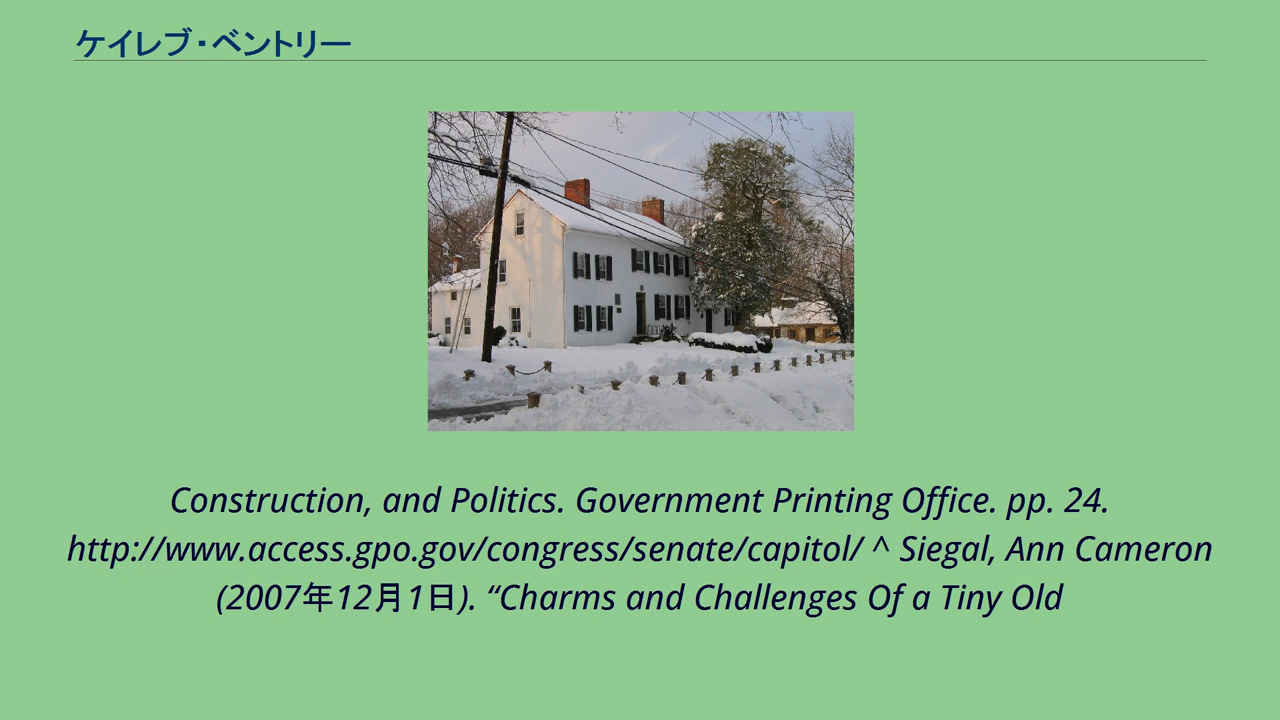 ケイレブ・ベントリー
Construction, and Politics. Government Printing Office. pp. 24.
http://www.access.gpo.gov/congress/senate/capitol/ ^ Siegal, Ann Cameron
(2007年12月1日). “Charms and Challenges Of a Tiny Old